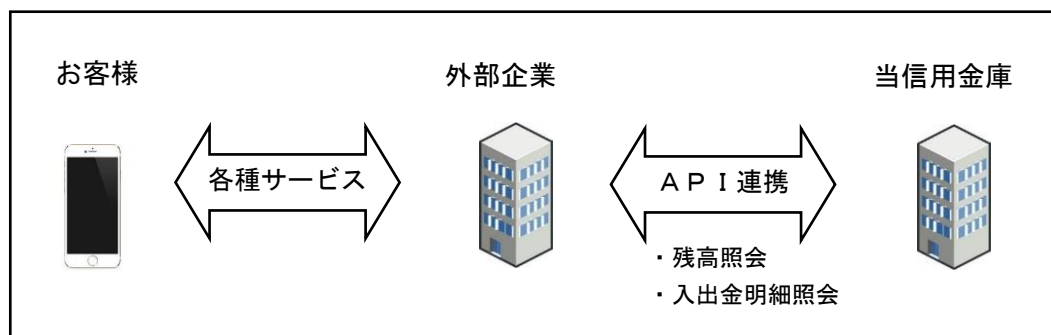 お客様
外部企業
当信用金庫
各種サービス
ＡＰＩ連携
・残高照会
・入出金明細照会